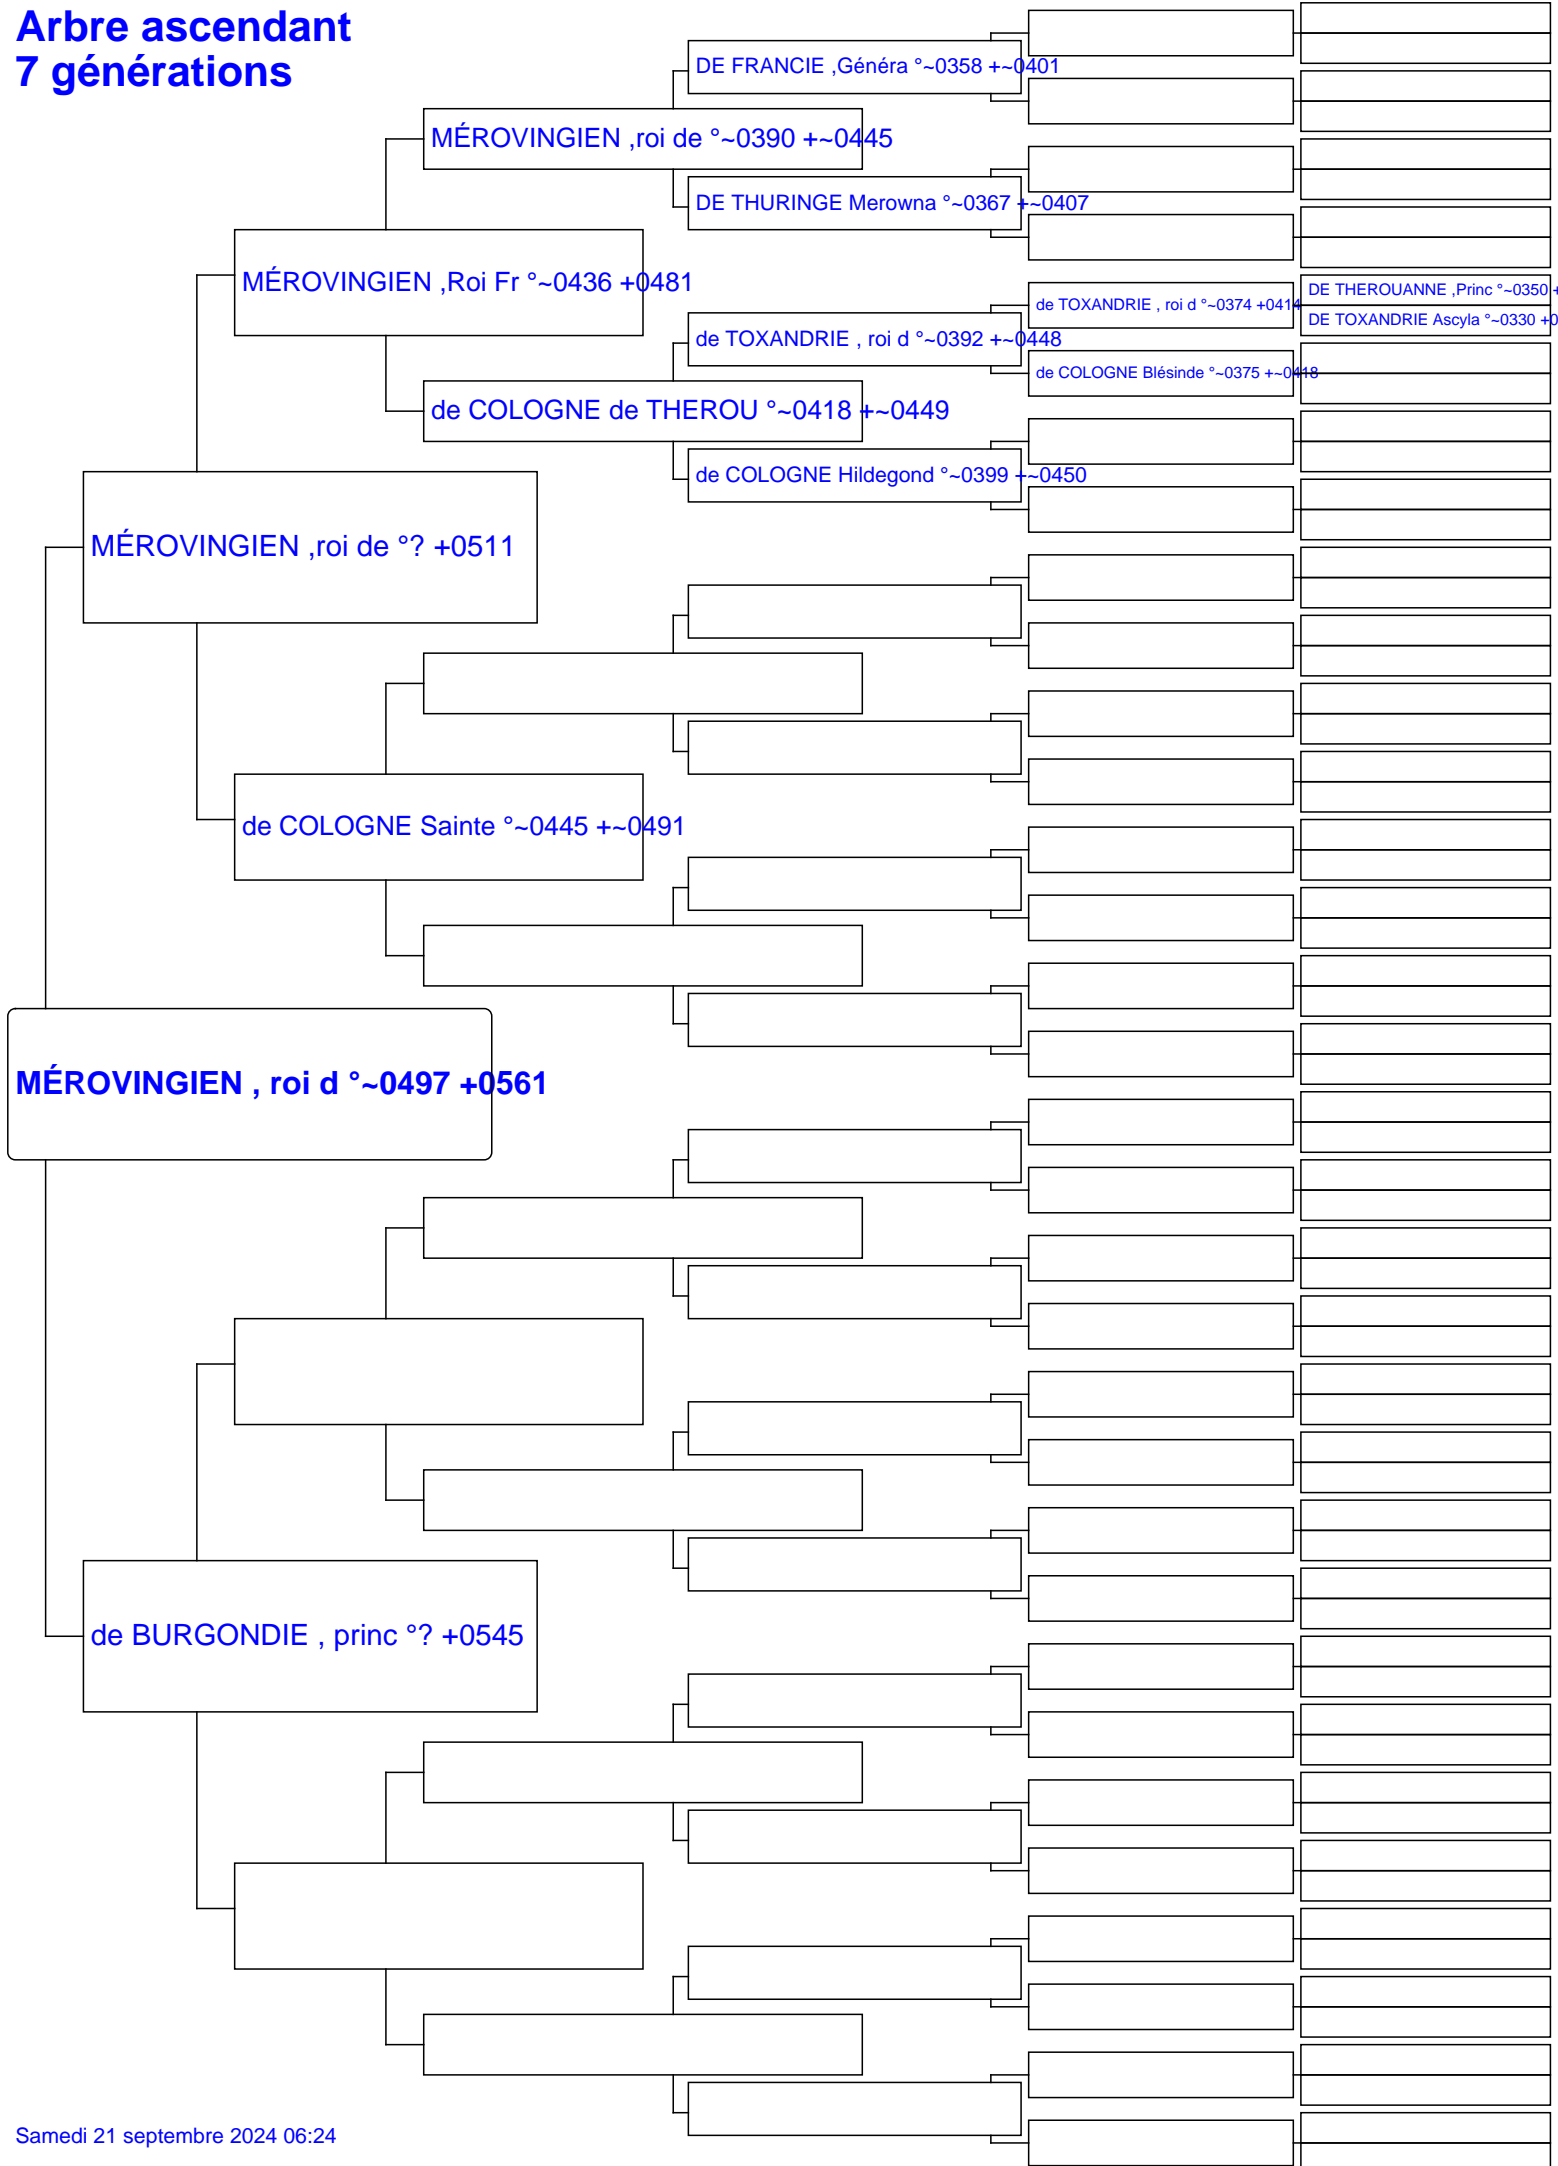 Arbre ascendant
7 générations
DE FRANCIE ,Généra °~0358 +~0401
MÉROVINGIEN ,roi de °~0390 +~0445
DE THURINGE Merowna °~0367 +~0407
MÉROVINGIEN ,Roi Fr °~0436 +0481
DE THEROUANNE ,Princ °~0350 +
de TOXANDRIE , roi d °~0374 +0414
DE TOXANDRIE Ascyla °~0330 +0
de TOXANDRIE , roi d °~0392 +~0448
de COLOGNE Blésinde °~0375 +~0418
de COLOGNE de THEROU °~0418 +~0449
de COLOGNE Hildegond °~0399 +~0450
MÉROVINGIEN ,roi de °? +0511
de COLOGNE Sainte °~0445 +~0491
MÉROVINGIEN , roi d °~0497 +0561
de BURGONDIE , princ °? +0545
Samedi 21 septembre 2024 06:24